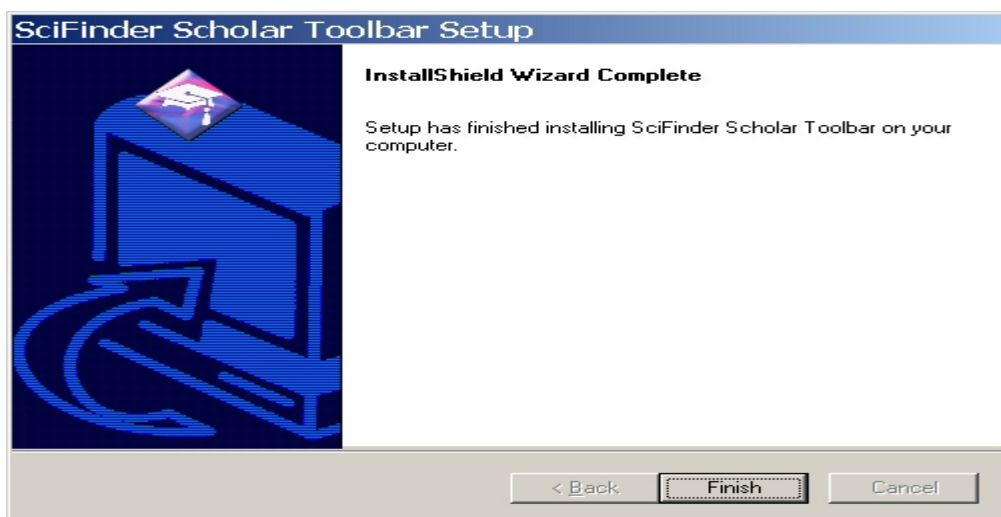 SciFinder Scholar Toolbar Setup
InstallShield Wizard Complete
Setup has finished installing SciFinder Scholar Toolbar on your
computer.
< Back
Finish
Cancel